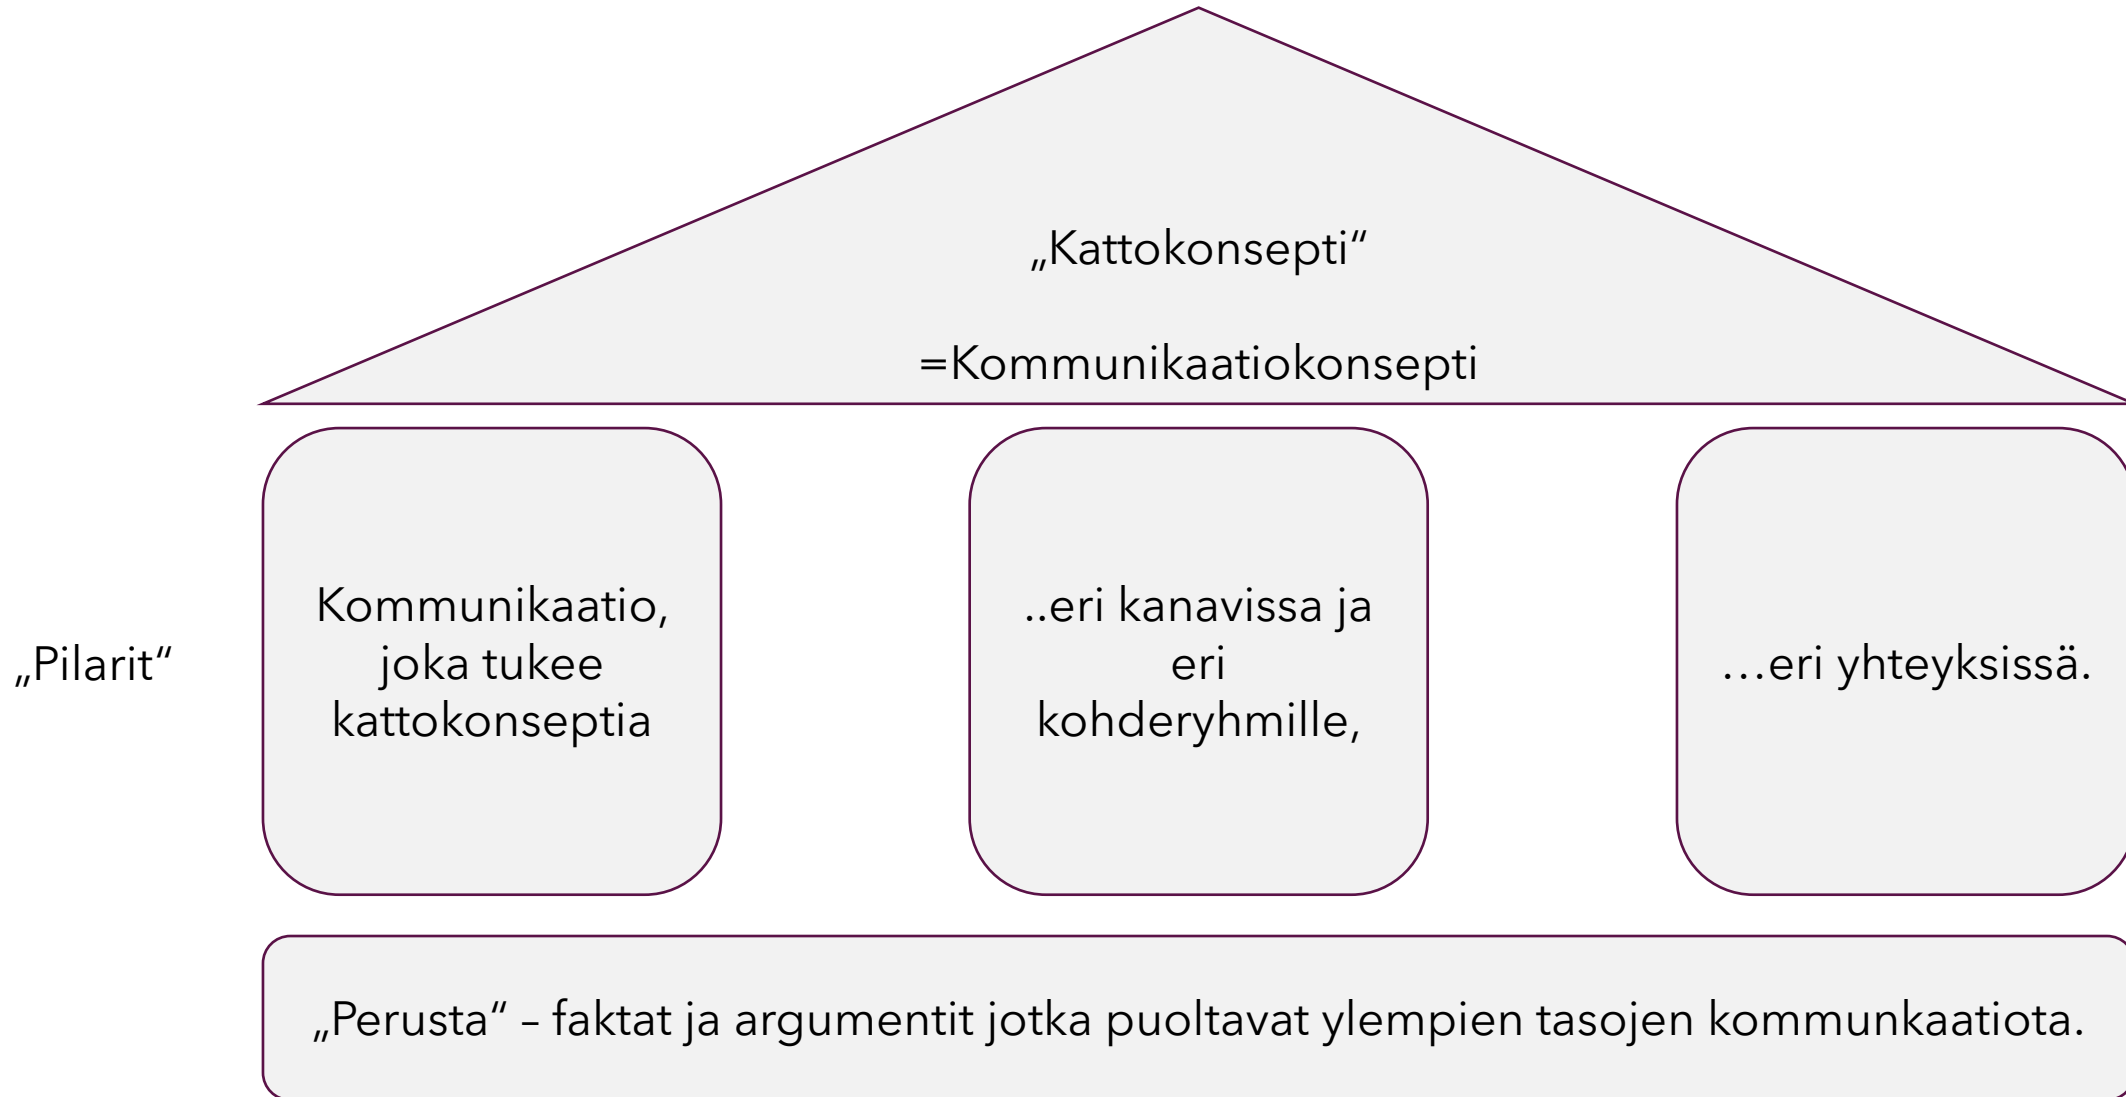 „Kattokonsepti“
=Kommunikaatiokonsepti
„Pilarit“
Kommunikaatio,
joka tukee
kattokonseptia
..eri kanavissa ja
eri
kohderyhmille,
…eri yhteyksissä.
„Perusta“ – faktat ja argumentit jotka puoltavat ylempien tasojen kommunkaatiota.